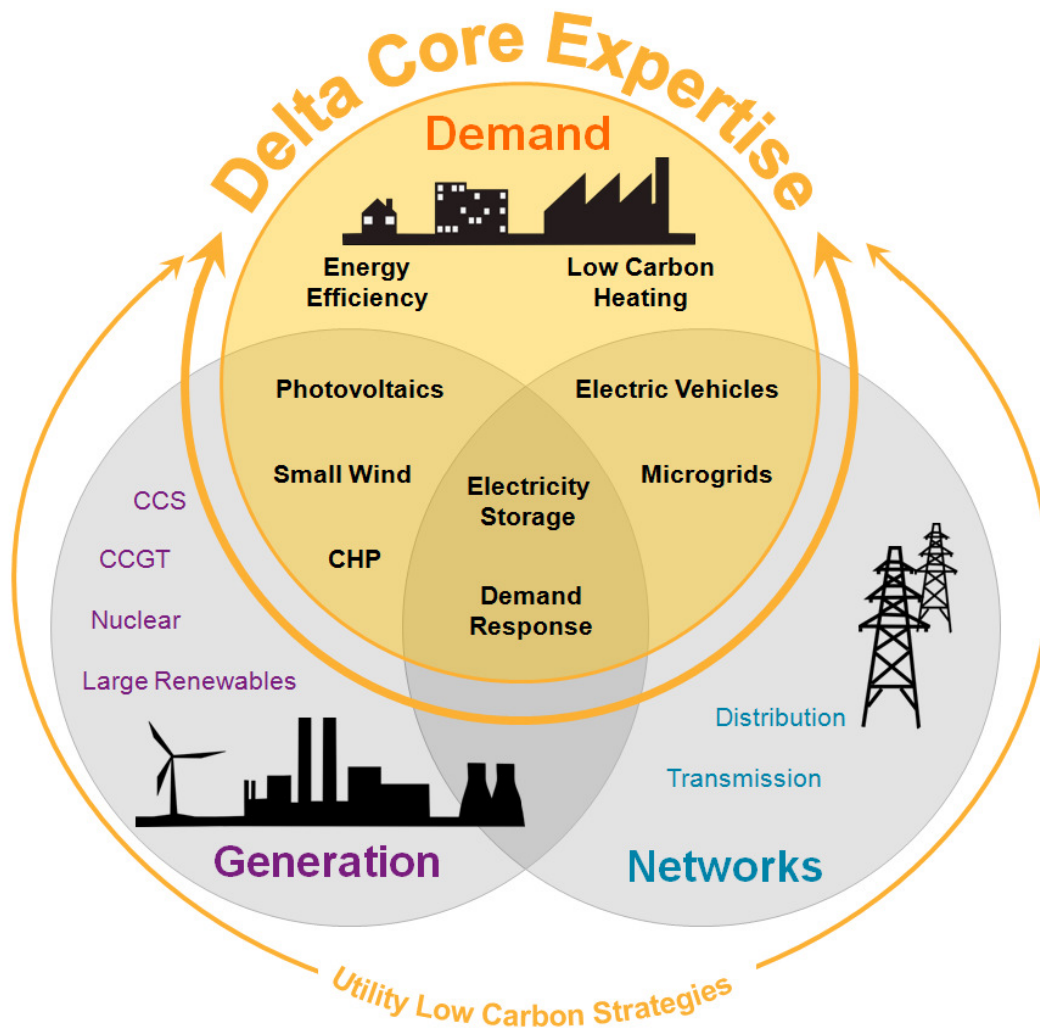 Delta Core Expertise
Demand
Energy
Efficiency
Low Carbon
Heating
Photovoltaics
Electric Vehicles
Small Wind
Electricity
Storage
Microgrids
CCS
CCGT
CHP
Demand
Response
Nuclear
Large Renewables
Distribution
Transmission
Generation
Networks
Utility Low Carbon Strategies